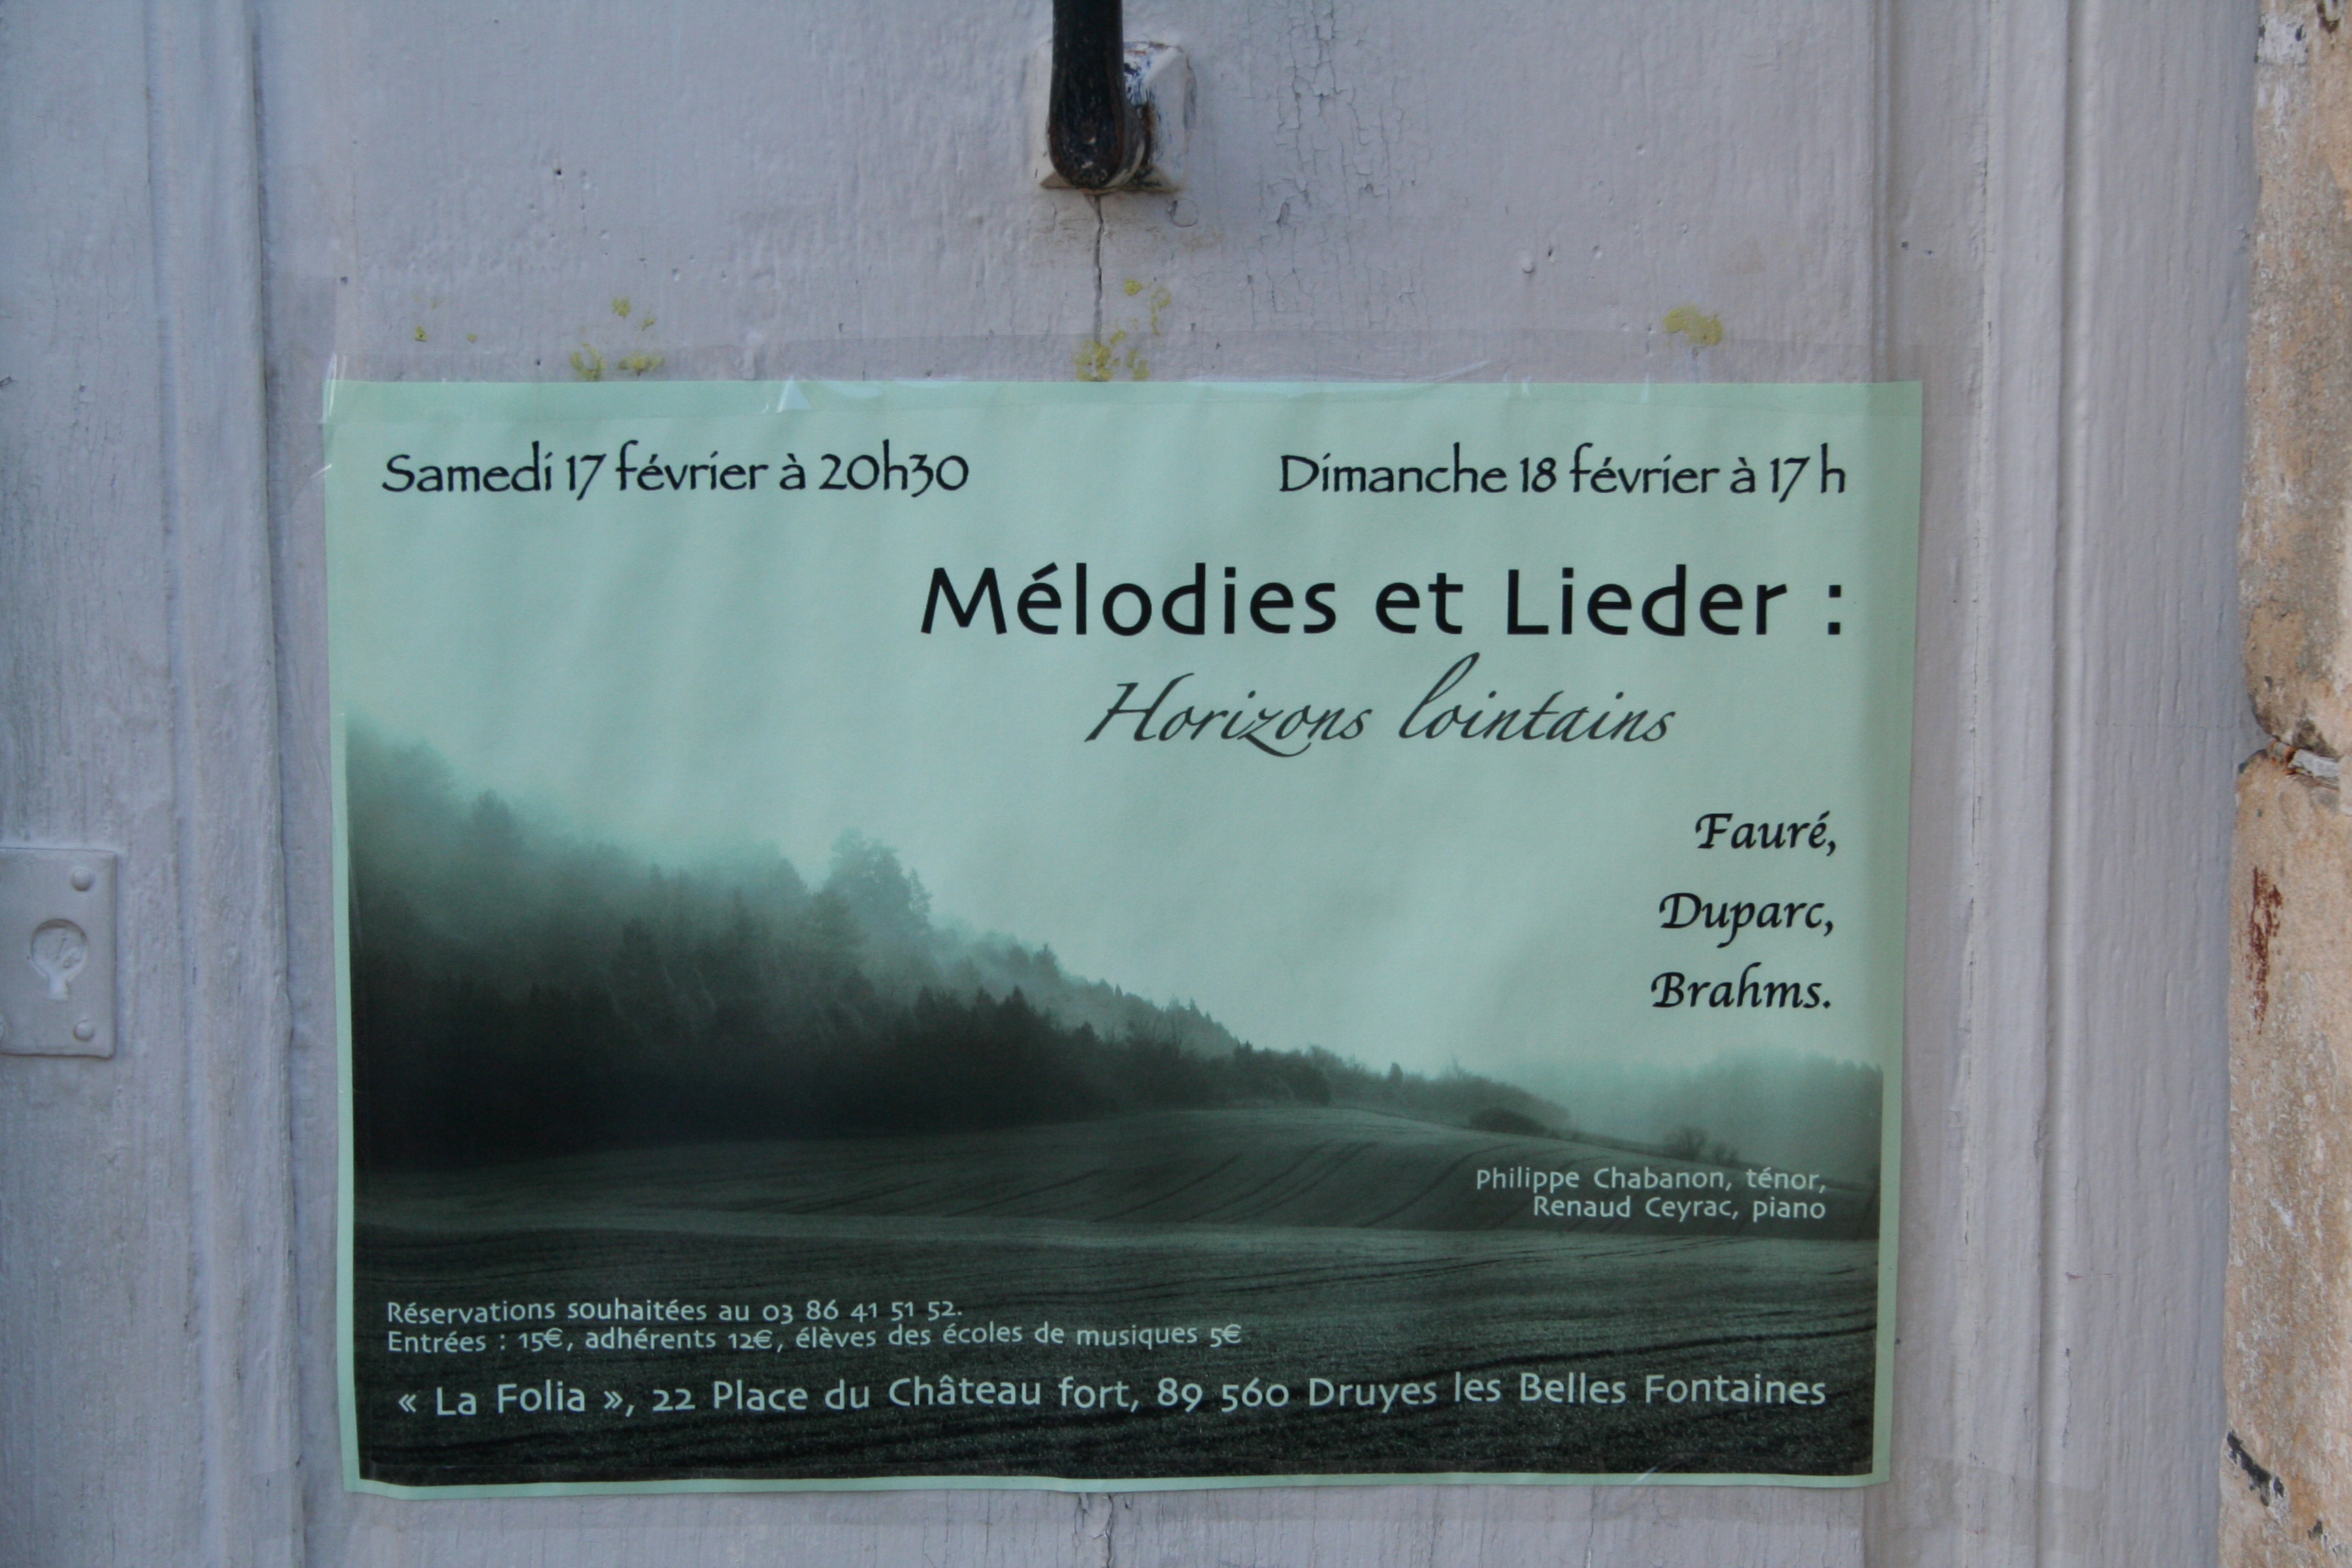 Samedi 17 février à 20h30
Dimanche 18 février à 17 h
Mélodies et Lieder :
Horizons lointains
Fauré,
Duparc,
Brahms.
Philippe Chabanon, ténor,
Renaud Ceyrac, piano
Réservations souhaitées au 03 86 41 51 52.
Entrées : 15€, adhérents 12€, élèves des écoles de musiques 5€
« La Folia », 22 Place du Château fort, 89 560 Druyes les Belles Fontaines